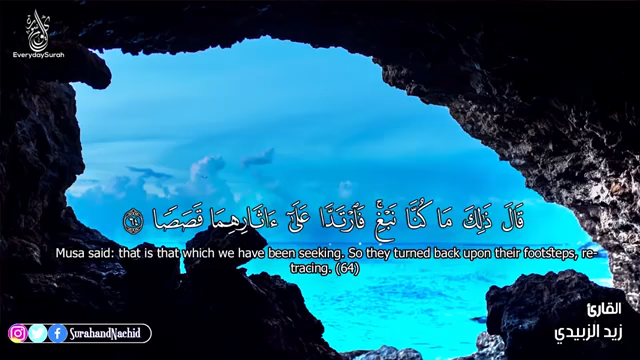 EverydaySurah
قَالَ ذَٰلِكَ مَا كُنَّا نَبْغِ ۚ فَٱرْتَدَّا عَلَىٰٓ ءَاثَارِهِمَا قَصَصًا ٦٤
Musa said: that is that which we have been seeking. So they turned back upon their footsteps, re-
tracing. (64)
القارئ
زيد الزبيدي
SurahandNachid